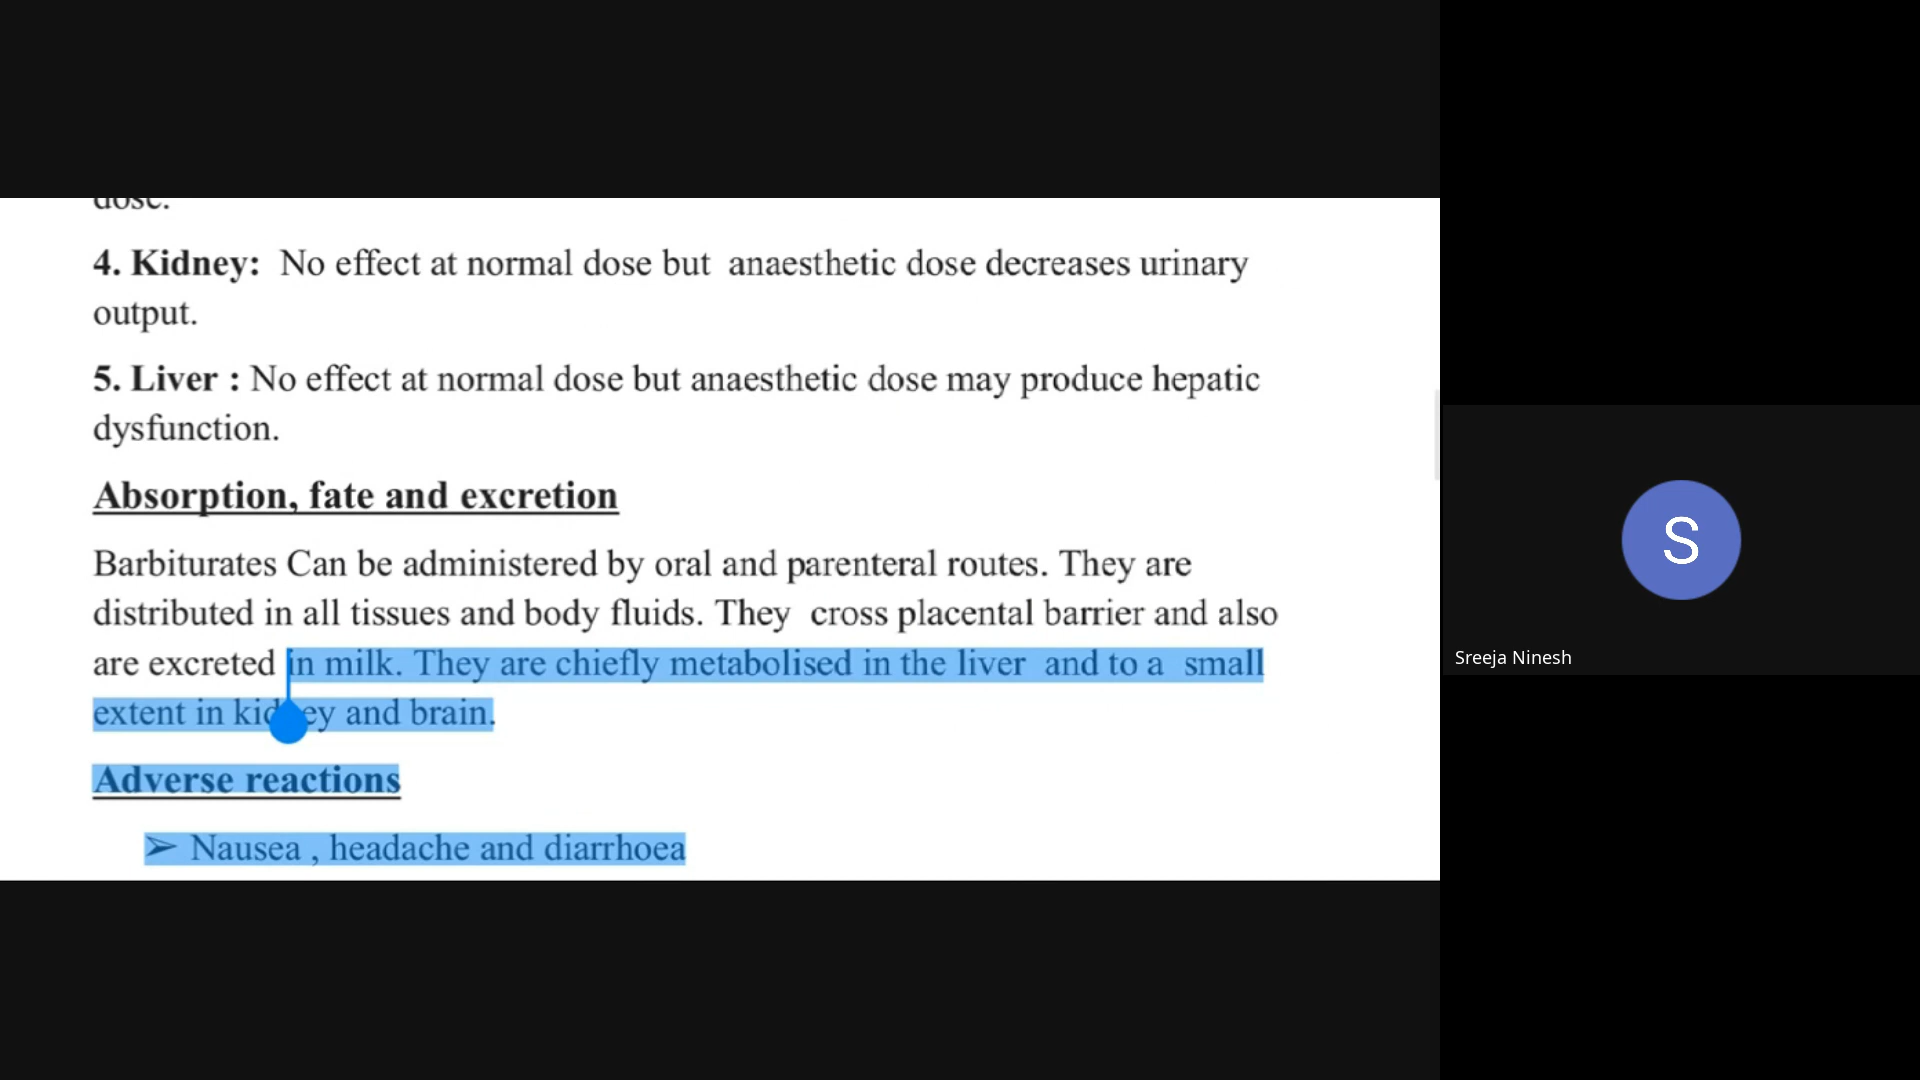 dose.
4. Kidney:  No effect at normal dose but  anaesthetic dose decreases urinary
output.
5. Liver : No effect at normal dose but anaesthetic dose may produce hepatic
dysfunction.
Absorption, fate and excretion
Barbiturates Can be administered by oral and parenteral routes. They are
distributed in all tissues and body fluids. They  cross placental barrier and also
are excreted in milk. They are chiefly metabolised in the liver  and to a  small
extent in kidney and brain.
Adverse reactions
➢ Nausea , headache and diarrhoea
S
Sreeja Ninesh